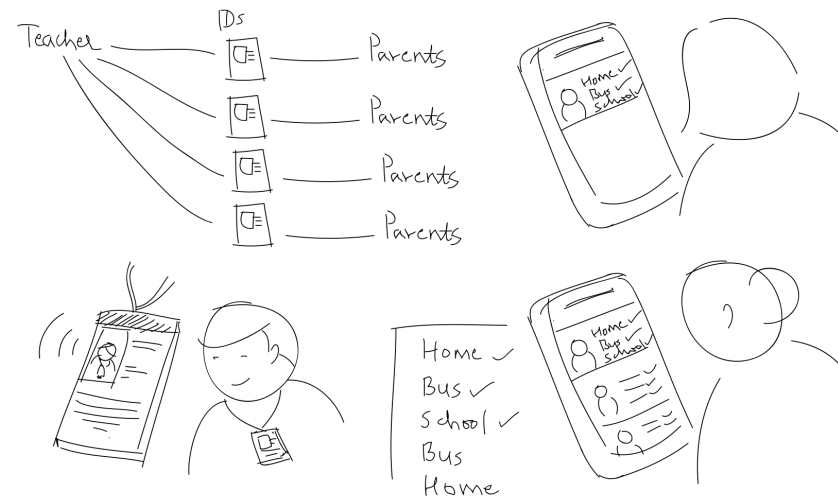 IDs
Teacher
Parents
Parents
Parents
Parents
Home ✓
Bus ✓
School ✓
Home ✓
Bus ✓
School ✓
Bus
Home
Home ✓
Bus ✓
School ✓